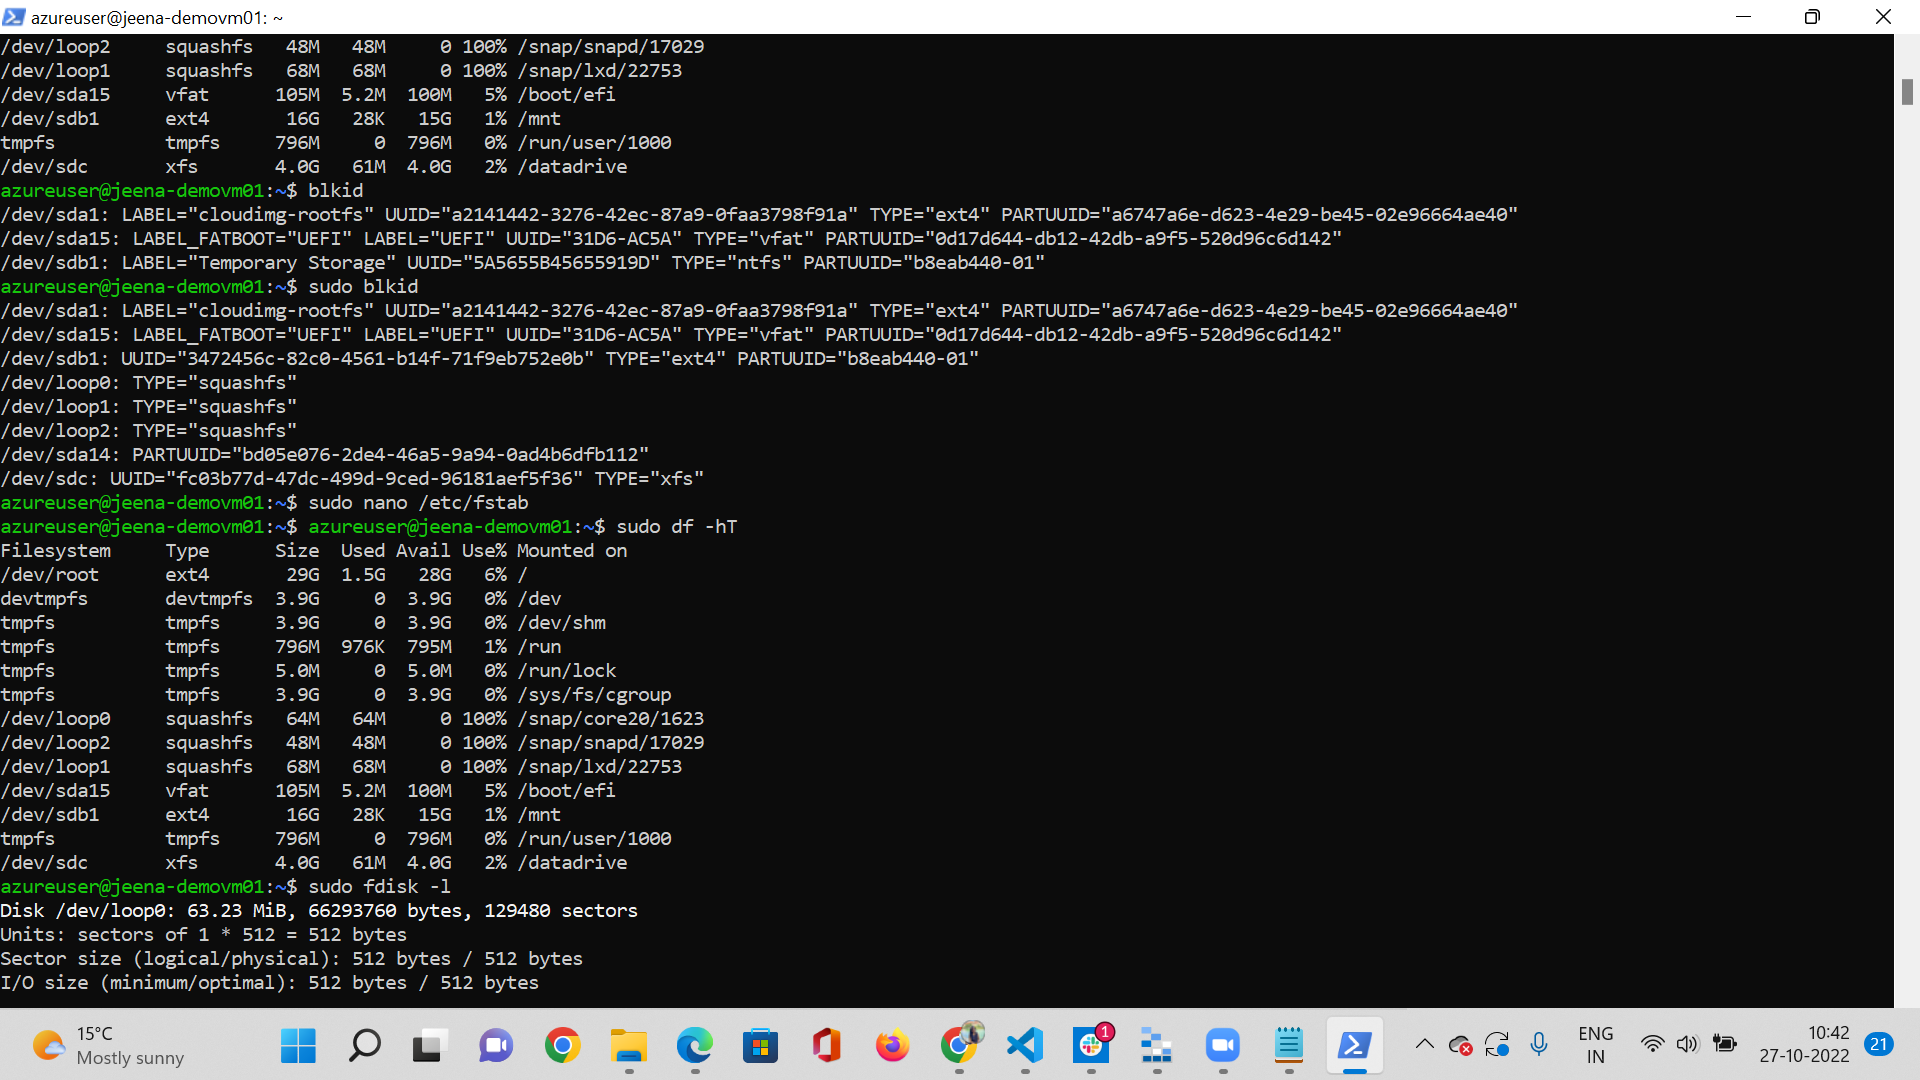 azureuser@jeena-demovm01: ~
/dev/loop2     squashfs   48M   48M     0 100% /snap/snapd/17029
/dev/loop1     squashfs   68M   68M     0 100% /snap/lxd/22753
/dev/sda15     vfat      105M  5.2M  100M   5% /boot/efi
/dev/sdb1      ext4       16G   28K   15G   1% /mnt
tmpfs          tmpfs     796M     0  796M   0% /run/user/1000
/dev/sdc       xfs       4.0G   61M  4.0G   2% /datadrive
azureuser@jeena-demovm01:~$ blkid
/dev/sda1: LABEL="cloudimg-rootfs" UUID="a2141442-3276-42ec-87a9-0faa3798f91a" TYPE="ext4" PARTUUID="a6747a6e-d623-4e29-be45-02e96664ae40"
/dev/sda15: LABEL_FATBOOT="UEFI" LABEL="UEFI" UUID="31D6-AC5A" TYPE="vfat" PARTUUID="0d17d644-db12-42db-a9f5-520d96c6d142"
/dev/sdb1: LABEL="Temporary Storage" UUID="5A5655B45655919D" TYPE="ntfs" PARTUUID="b8eab440-01"
azureuser@jeena-demovm01:~$ sudo blkid
/dev/sda1: LABEL="cloudimg-rootfs" UUID="a2141442-3276-42ec-87a9-0faa3798f91a" TYPE="ext4" PARTUUID="a6747a6e-d623-4e29-be45-02e96664ae40"
/dev/sda15: LABEL_FATBOOT="UEFI" LABEL="UEFI" UUID="31D6-AC5A" TYPE="vfat" PARTUUID="0d17d644-db12-42db-a9f5-520d96c6d142"
/dev/sdb1: UUID="3472456c-82c0-4561-b14f-71f9eb752e0b" TYPE="ext4" PARTUUID="b8eab440-01"
/dev/loop0: TYPE="squashfs"
/dev/loop1: TYPE="squashfs"
/dev/loop2: TYPE="squashfs"
/dev/sda14: PARTUUID="bd05e076-2de4-46a5-9a94-0ad4b6dfb112"
/dev/sdc: UUID="fc03b77d-47dc-499d-9ced-96181aef5f36" TYPE="xfs"
azureuser@jeena-demovm01:~$ sudo nano /etc/fstab
azureuser@jeena-demovm01:~$ azureuser@jeena-demovm01:~$ sudo df -hT
Filesystem     Type      Size  Used Avail Use% Mounted on
/dev/root      ext4       29G  1.5G   28G   6% /
devtmpfs       devtmpfs  3.9G     0  3.9G   0% /dev
tmpfs          tmpfs     3.9G     0  3.9G   0% /dev/shm
tmpfs          tmpfs     796M  976K  795M   1% /run
tmpfs          tmpfs     5.0M     0  5.0M   0% /run/lock
tmpfs          tmpfs     3.9G     0  3.9G   0% /sys/fs/cgroup
/dev/loop0     squashfs   64M   64M     0 100% /snap/core20/1623
/dev/loop2     squashfs   48M   48M     0 100% /snap/snapd/17029
/dev/loop1     squashfs   68M   68M     0 100% /snap/lxd/22753
/dev/sda15     vfat      105M  5.2M  100M   5% /boot/efi
/dev/sdb1      ext4       16G   28K   15G   1% /mnt
tmpfs          tmpfs     796M     0  796M   0% /run/user/1000
/dev/sdc       xfs       4.0G   61M  4.0G   2% /datadrive
azureuser@jeena-demovm01:~$ sudo fdisk -l
Disk /dev/loop0: 63.23 MiB, 66293760 bytes, 129480 sectors
Units: sectors of 1 * 512 = 512 bytes
Sector size (logical/physical): 512 bytes / 512 bytes
I/O size (minimum/optimal): 512 bytes / 512 bytes
15°C
Mostly sunny
1
ENG
IN
10:42
27-10-2022
21